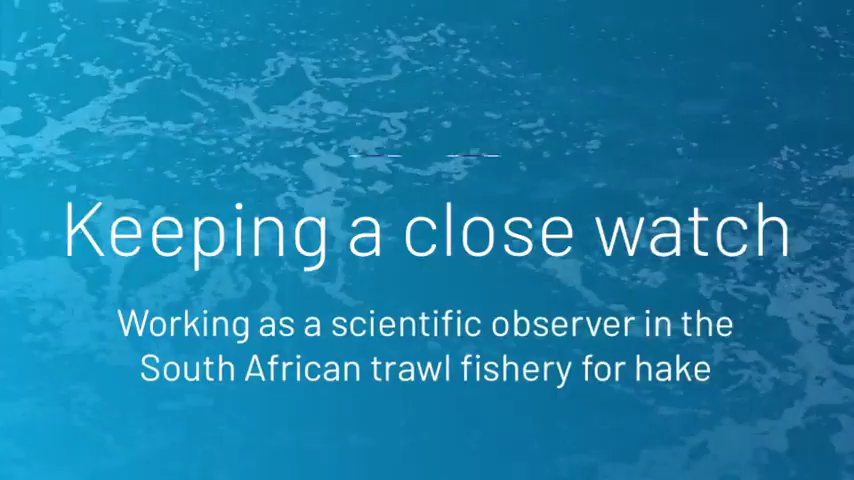 Keeping a close watch
Working as a scientific observer in the
South African trawl fishery for hake